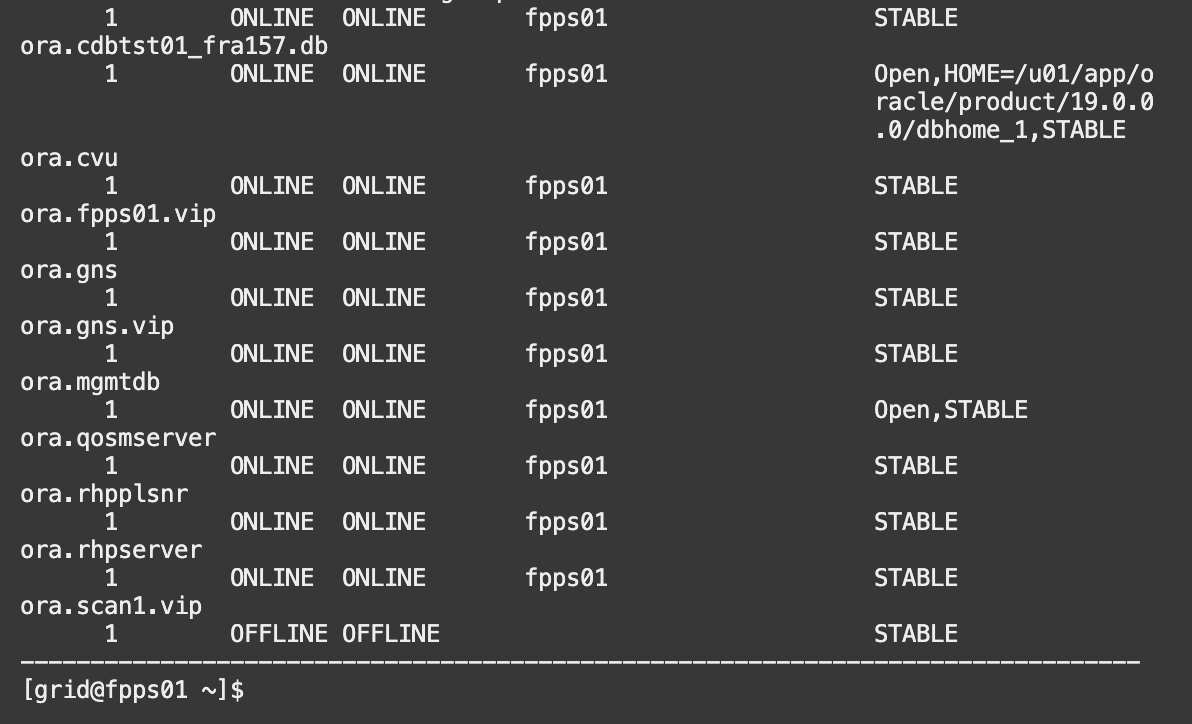 1 ONLINE ONLINE fpps01 STABLE
ora.cdbtst01_fra157.db
1 ONLINE ONLINE fpps01 Open,HOME=/u01/app/o
racle/product/19.0.0
.0/dbhome_1,STABLE
ora.cvu
1 ONLINE ONLINE fpps01 STABLE
ora.fpps01.vip
1 ONLINE ONLINE fpps01 STABLE
ora.gns
1 ONLINE ONLINE fpps01 STABLE
ora.gns.vip
1 ONLINE ONLINE fpps01 STABLE
ora.mgmtdb
1 ONLINE ONLINE fpps01 Open,STABLE
ora.qosmserver
1 ONLINE ONLINE fpps01 STABLE
ora.rhpplsnr
1 ONLINE ONLINE fpps01 STABLE
ora.rhpserver
1 ONLINE ONLINE fpps01 STABLE
ora.scan1.vip
1 OFFLINE OFFLINE STABLE
--------------------------------------------------------------------------------
[grid@fpps01 ~]$